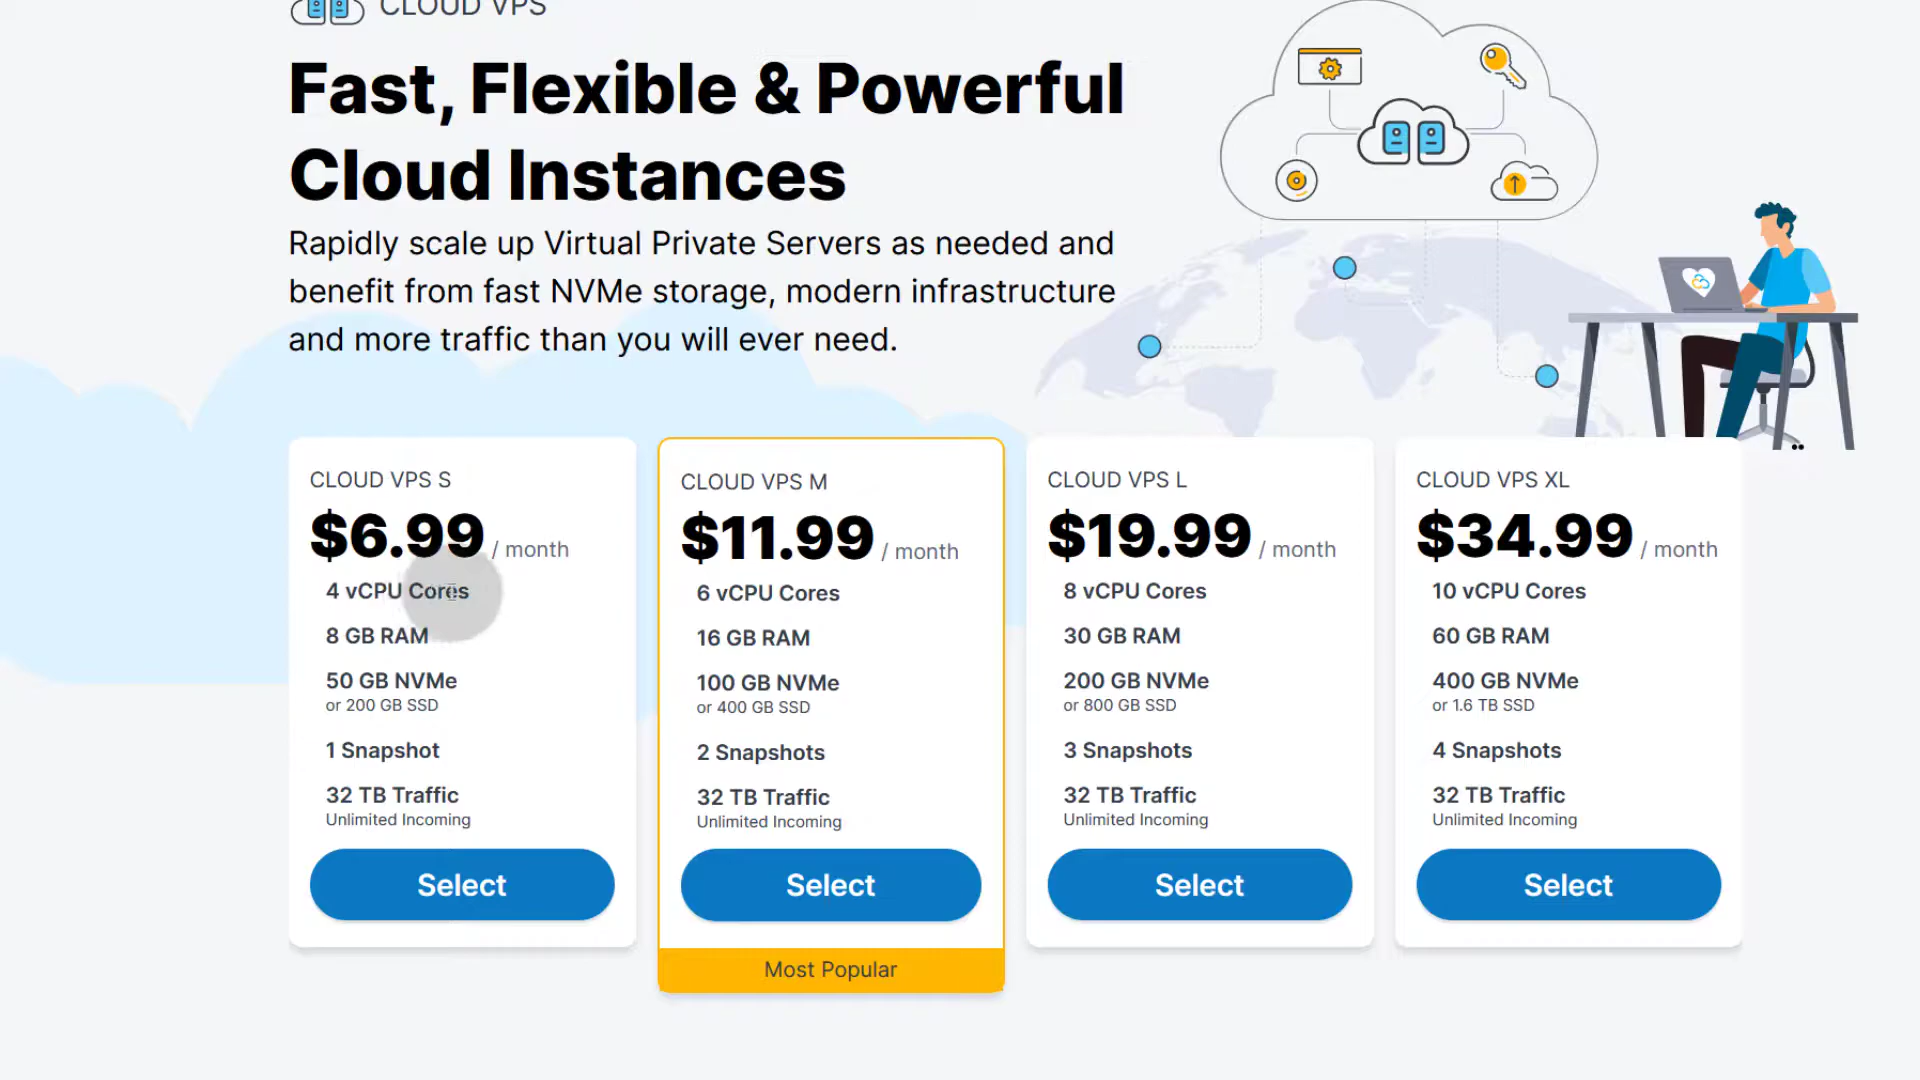 CLOUD VPS
Fast, Flexible & Powerful
Cloud Instances
Rapidly scale up Virtual Private Servers as needed and
benefit from fast NVMe storage, modern infrastructure
and more traffic than you will ever need.
CLOUD VPS S
$6.99 / month
4 vCPU Cores
8 GB RAM
50 GB NVMe
or 200 GB SSD
1 Snapshot
32 TB Traffic
Unlimited Incoming
Select
CLOUD VPS M
$11.99 / month
6 vCPU Cores
16 GB RAM
100 GB NVMe
or 400 GB SSD
2 Snapshots
32 TB Traffic
Unlimited Incoming
Select
Most Popular
CLOUD VPS L
$19.99 / month
8 vCPU Cores
30 GB RAM
200 GB NVMe
or 800 GB SSD
3 Snapshots
32 TB Traffic
Unlimited Incoming
Select
CLOUD VPS XL
$34.99 / month
10 vCPU Cores
60 GB RAM
400 GB NVMe
or 1.6 TB SSD
4 Snapshots
32 TB Traffic
Unlimited Incoming
Select